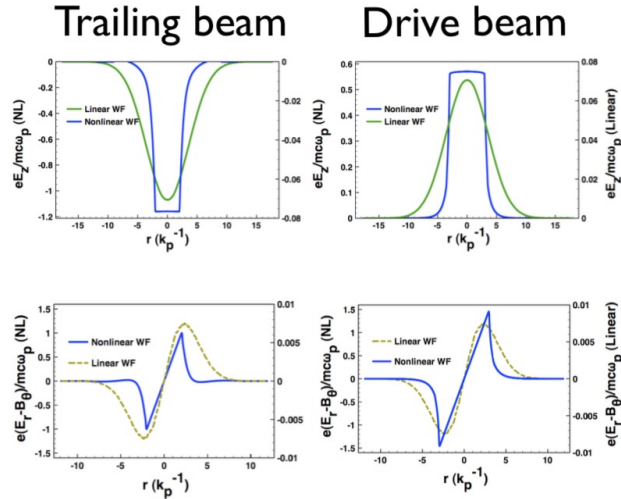 Trailing beam
Drive beam
0
-0.2
-0.4
-0.6
-0.8
-1
-1.2
eE_z/mcω_p (NL)
Linear WF
Nonlinear WF
0
-0.02
-0.04
-0.06
-0.08
-15 -10 -5 0 5 10 15
r (k_p^-1)
0.6
0.5
0.4
0.3
0.2
0.1
0
eE_z/mcω_p (NL)
Nonlinear WF
Linear WF
0.08
0.06
0.04
0.02
0
eE_z/mcω_p (Linear)
-15 -10 -5 0 5 10 15
r (k_p^-1)
1.5
1
0.5
0
-0.5
-1
-1.5
e(E_r-B_θ)/mcω_p (NL)
Nonlinear WF
Linear WF
0.01
0.005
0
-0.005
-0.01
-10 -5 0 5 10
r (k_p^-1)
1.5
1
0.5
0
-0.5
-1
-1.5
e(E_r-B_θ)/mcω_p (NL)
Linear WF
Nonlinear WF
0.01
0.005
0
-0.005
-0.01
e(E_r-B_θ)/mcω_p (Linear)
-10 -5 0 5 10
r (k_p^-1)